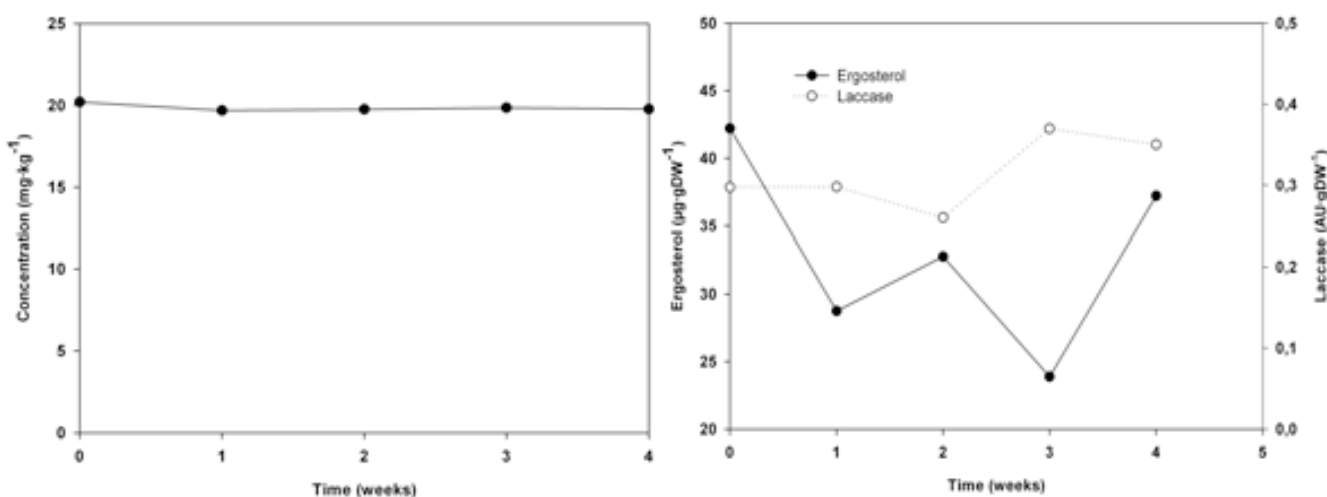 25
20
15
10
5
0
Concentration (mg·kg⁻¹)
0 1 2 3 4
Time (weeks)
50
45
40
35
30
25
20
Ergosterol (µg·gDW⁻¹)
Ergosterol
Laccase
0,5
0,4
0,3
0,2
0,1
0,0
Laccase (AU·gDW⁻¹)
0 1 2 3 4 5
Time (weeks)